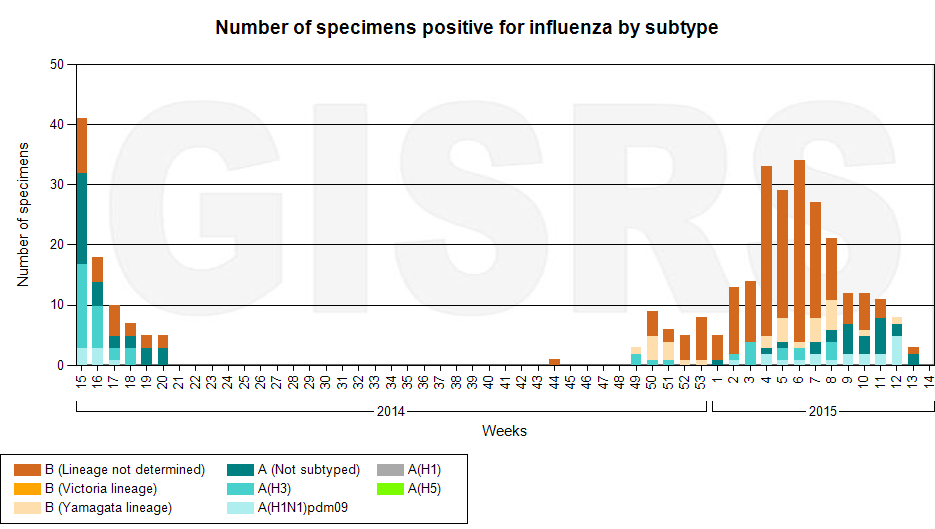 Number of specimens positive for influenza by subtype
GISRS
Number of specimens
50
40
30
20
10
0
15 16 17 18 19 20 21 22 23 24 25 26 27 28 29 30 31 32 33 34 35 36 37 38 39 40 41 42 43 44 45 46 47 48 49 50 51 52 53 1 2 3 4 5 6 7 8 9 10 11 12 13 14
2014 2015
Weeks
B (Lineage not determined) A (Not subtyped) A(H1)
B (Victoria lineage) A(H3) A(H5)
B (Yamagata lineage) A(H1N1)pdm09